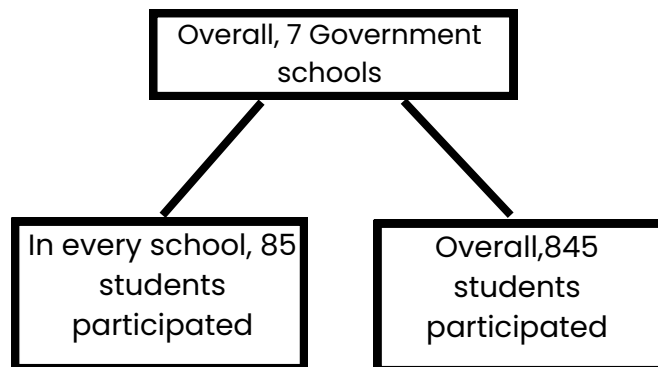 Overall, 7 Government
schools
In every school, 85
students
participated
Overall,845
students
participated